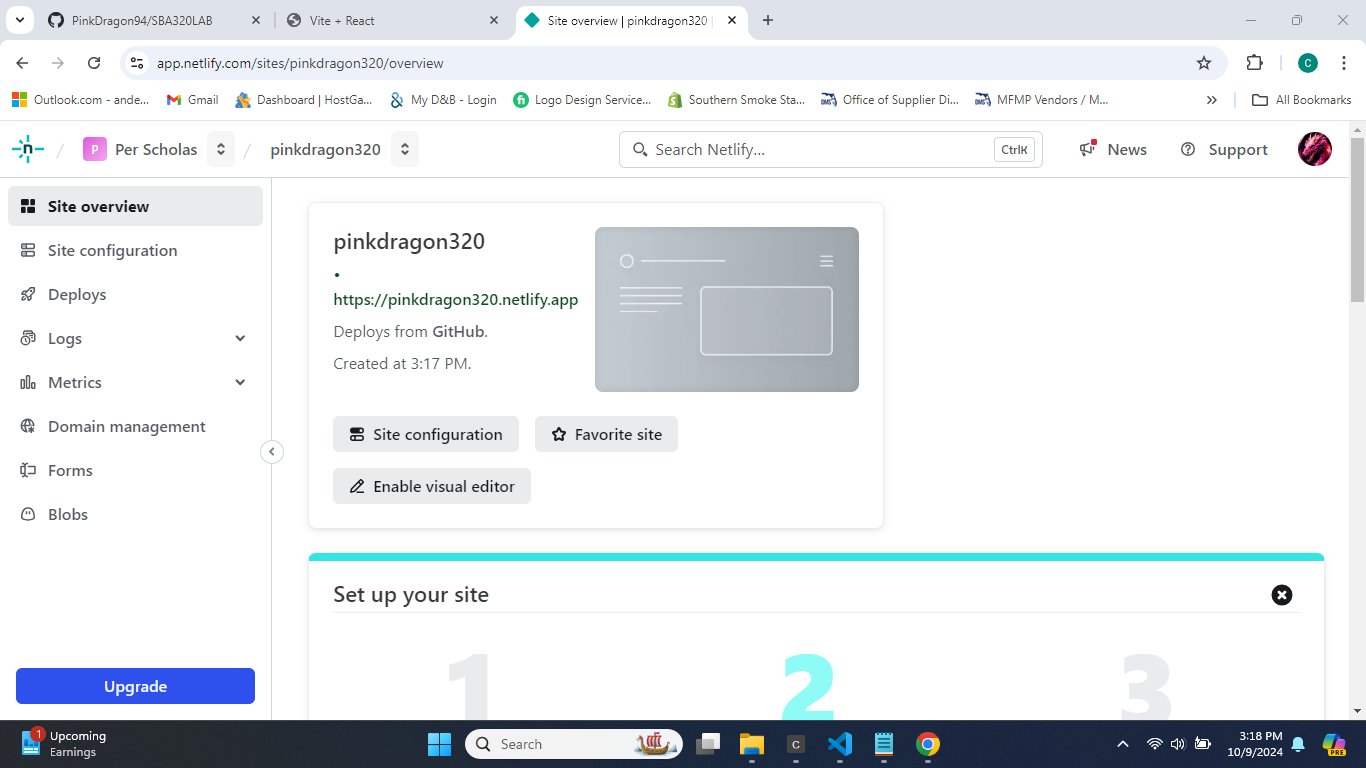 PinkDragon94/SBA320LAB
Vite + React
Site overview | pinkdragon320 |
app.netlify.com/sites/pinkdragon320/overview
C
Outlook.com - ande...
Gmail
Dashboard | HostGa...
My D&B - Login
Logo Design Service...
Southern Smoke Sta...
Office of Supplier Di...
MFMP Vendors / M...
All Bookmarks
n / P Per Scholas / pinkdragon320
Search Netlify...
CtrlK
News
Support
Site overview
Site configuration
Deploys
Logs
Metrics
Domain management
Forms
Blobs
Upgrade
pinkdragon320
https://pinkdragon320.netlify.app
Deploys from GitHub.
Created at 3:17 PM.
Site configuration
Favorite site
Enable visual editor
Set up your site
1
2
3
1
Upcoming
Earnings
Search
C
3:18 PM
10/9/2024
PRE